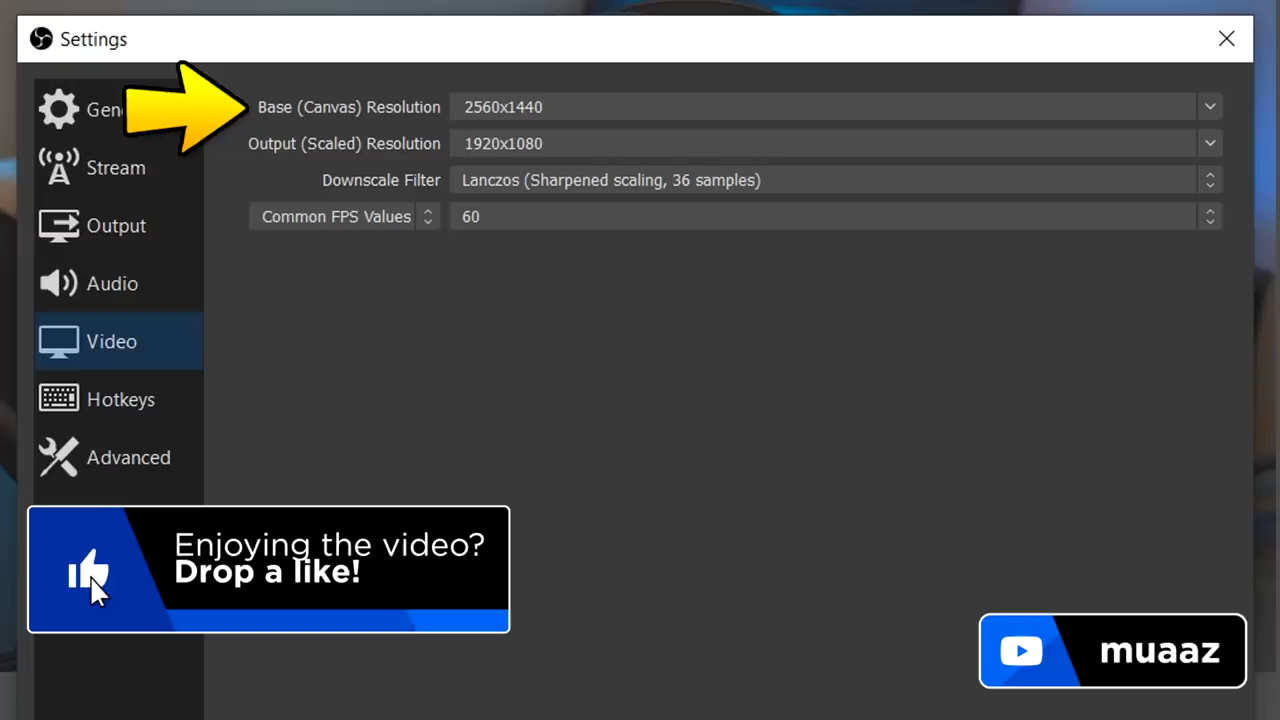 Settings
Gen
Stream
Output
Audio
Video
Hotkeys
Advanced
Base (Canvas) Resolution 2560x1440
Output (Scaled) Resolution 1920x1080
Downscale Filter Lanczos (Sharpened scaling, 36 samples)
Common FPS Values 60
Enjoying the video?
Drop a like!
muaaz